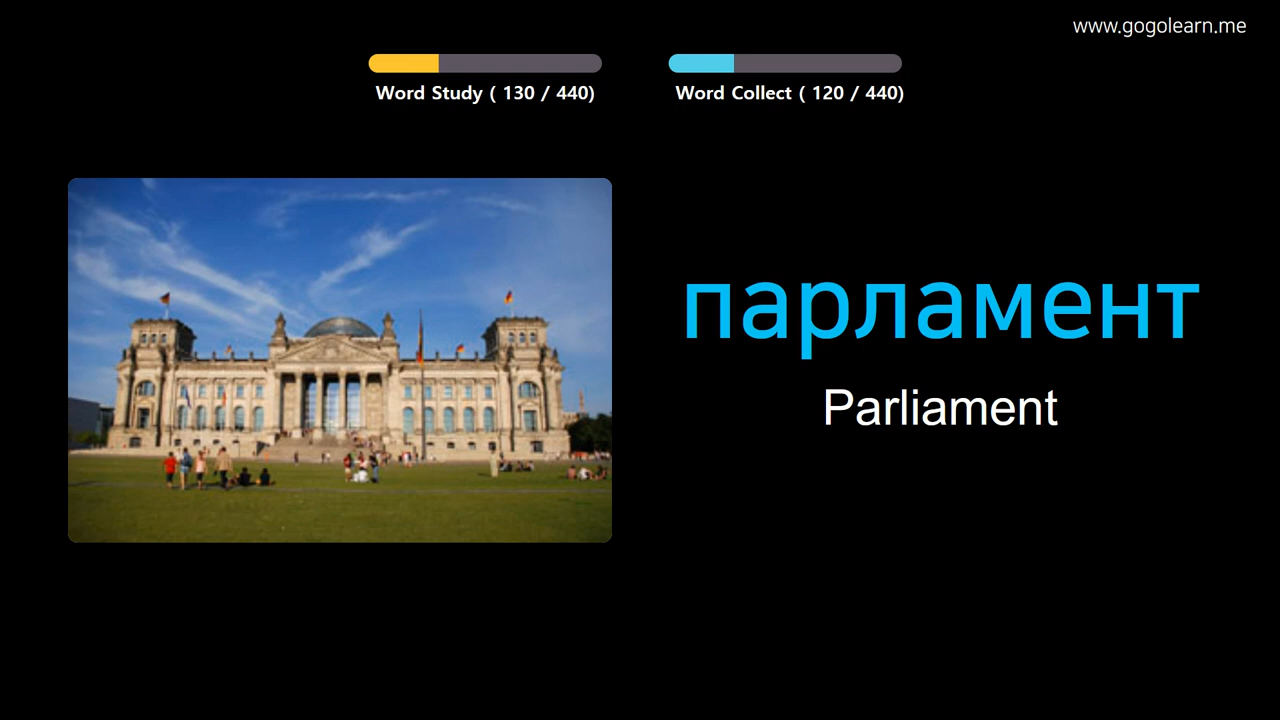 www.gogolearn.me
Word Study ( 130 / 440)
Word Collect ( 120 / 440)
парламент
Parliament